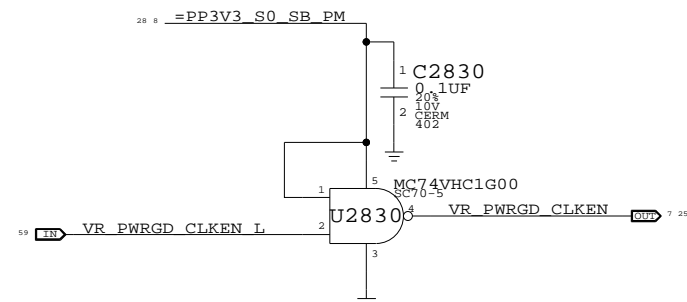 28 8 =PP3V3_S0_SB_PM
1 C2830
0.1UF
20%
10V
2 CERM
402
5 MC74VHC1G00
SC70-5
1
U2830 4 VR_PWRGD_CLKEN OUT 7 25
59 IN VR_PWRGD_CLKEN_L 2
3